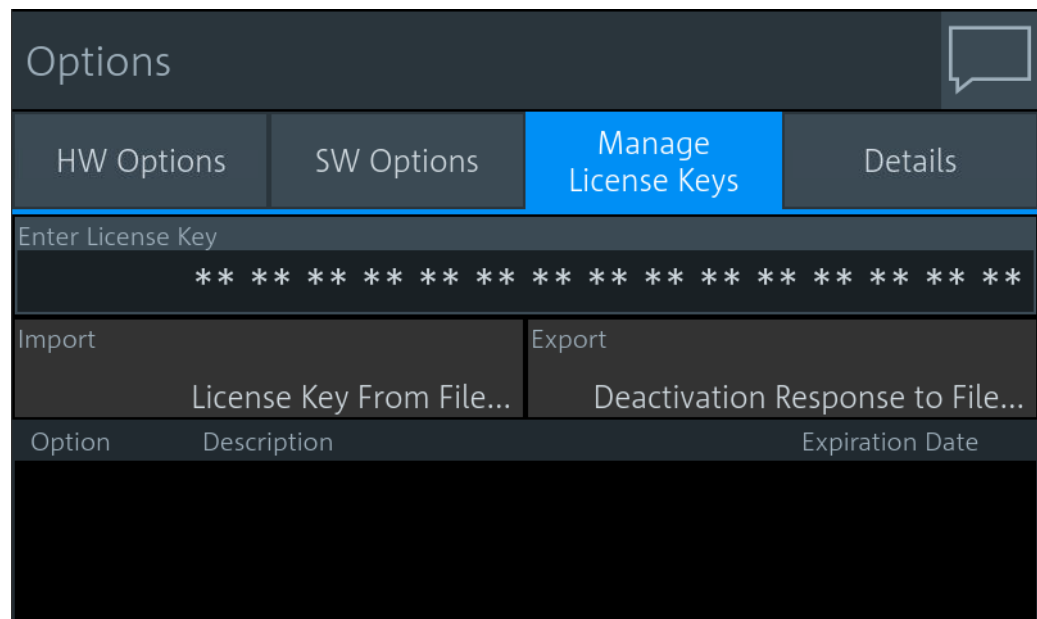 Options
HW Options
SW Options
Manage
License Keys
Details
Enter License Key
** ** ** ** ** ** ** ** ** ** ** ** ** ** **
Import
License Key From File...
Export
Deactivation Response to File...
Option Description Expiration Date